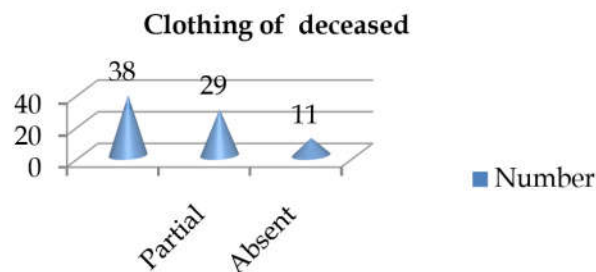 Clothing of deceased
38
29
11
40
20
0
Partial
Absent
Number